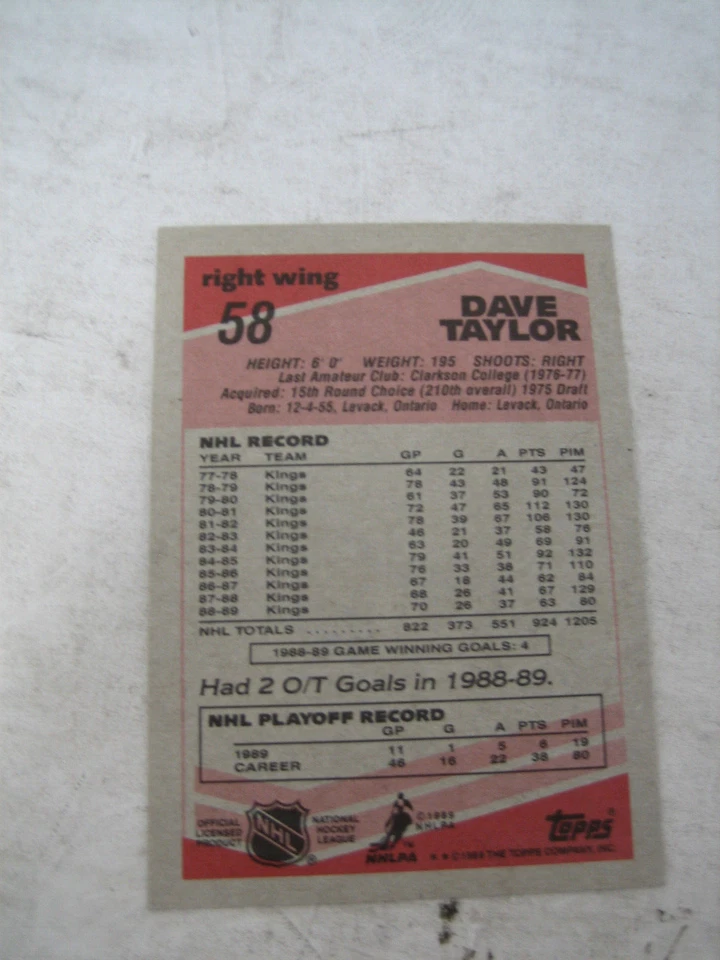 right wing
58
DAVE
TAYLOR
HEIGHT: 6' 0" WEIGHT: 195 SHOOTS: RIGHT
Last Amateur Club: Clarkson College (1976-77)
Acquired: 15th Round Choice (210th overall) 1975 Draft
Born: 12-4-55, Levack, Ontario Home: Levack, Ontario
NHL RECORD
YEAR TEAM GP G A PTS PIM
77-78 Kings 64 22 21 43 47
78-79 Kings 78 43 48 91 124
79-80 Kings 61 37 53 90 72
80-81 Kings 72 47 65 112 130
81-82 Kings 78 39 67 106 130
82-83 Kings 46 21 37 58 76
83-84 Kings 63 20 49 69 91
84-85 Kings 79 41 51 92 132
85-86 Kings 76 33 38 71 110
86-87 Kings 67 18 44 62 84
87-88 Kings 68 26 41 67 129
88-89 Kings 70 26 37 63 80
NHL TOTALS ......... 822 373 551 924 1205
1988-89 GAME WINNING GOALS: 4
Had 2 O/T Goals in 1988-89.
NHL PLAYOFF RECORD
GP G A PTS PIM
1989 11 1 5 6 19
CAREER 46 16 22 38 80
OFFICIAL LICENSED PRODUCT
NHL ®
NATIONAL HOCKEY LEAGUE
NHLPA ™
© 1989 NHLPA
topps ®
* * © 1989 THE TOPPS COMPANY, INC.